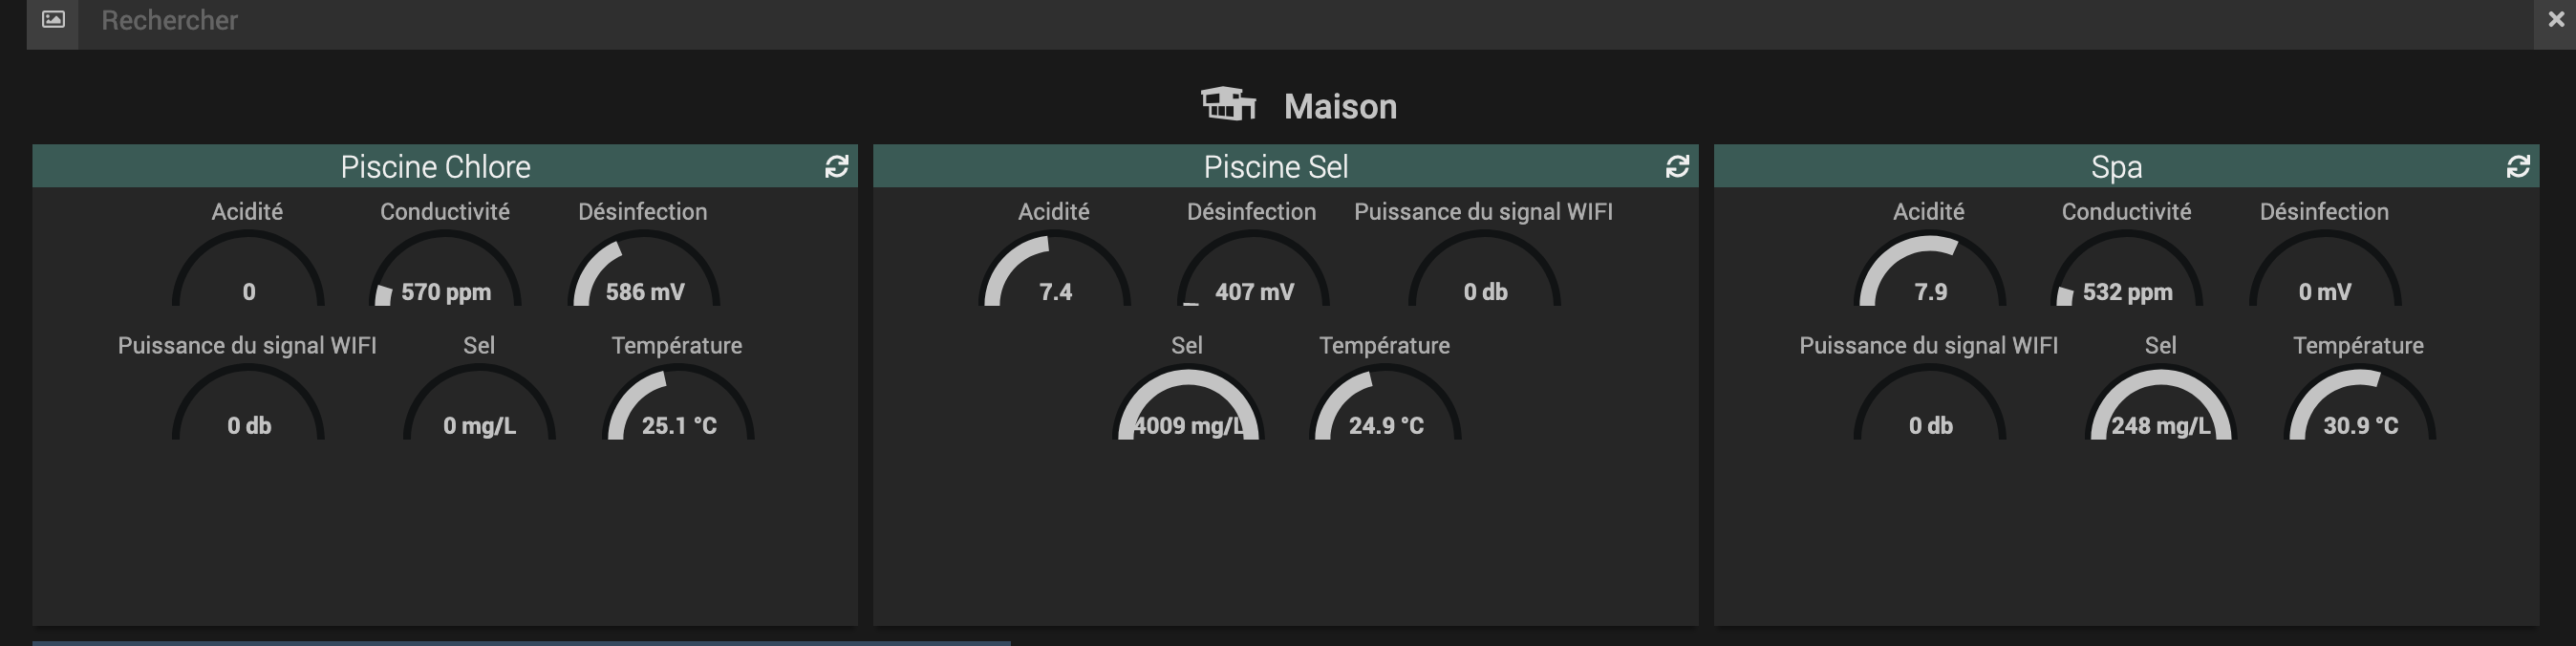 Rechercher
Maison
Piscine Chlore
Acidité Conductivité Désinfection
0 570 ppm 586 mV
Puissance du signal WIFI Sel Température
0 db 0 mg/L 25.1 °C
Piscine Sel
Acidité Désinfection Puissance du signal WIFI
7.4 407 mV 0 db
Sel Température
4009 mg/L 24.9 °C
Spa
Acidité Conductivité Désinfection
7.9 532 ppm 0 mV
Puissance du signal WIFI Sel Température
0 db 248 mg/L 30.9 °C